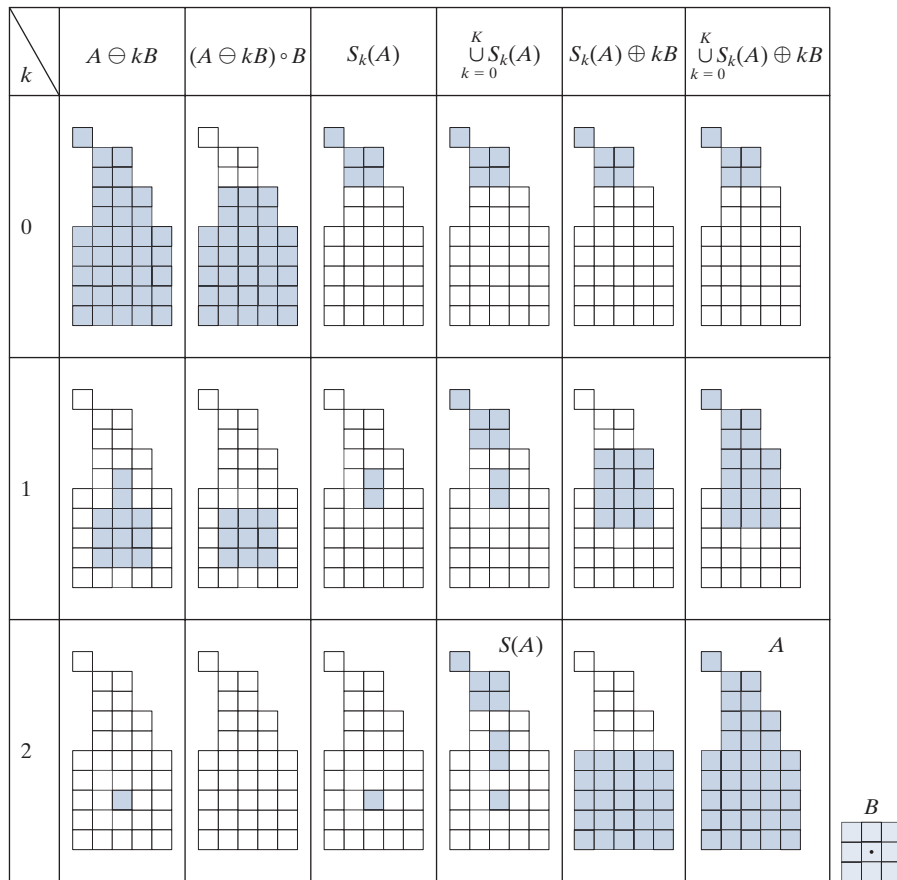 k A ⊖ kB (A ⊖ kB) ∘ B S_k(A) ∪_{k = 0}^{K} S_k(A) S_k(A) ⊕ kB ∪_{k = 0}^{K} S_k(A) ⊕ kB
0
1
S(A) A
2
B